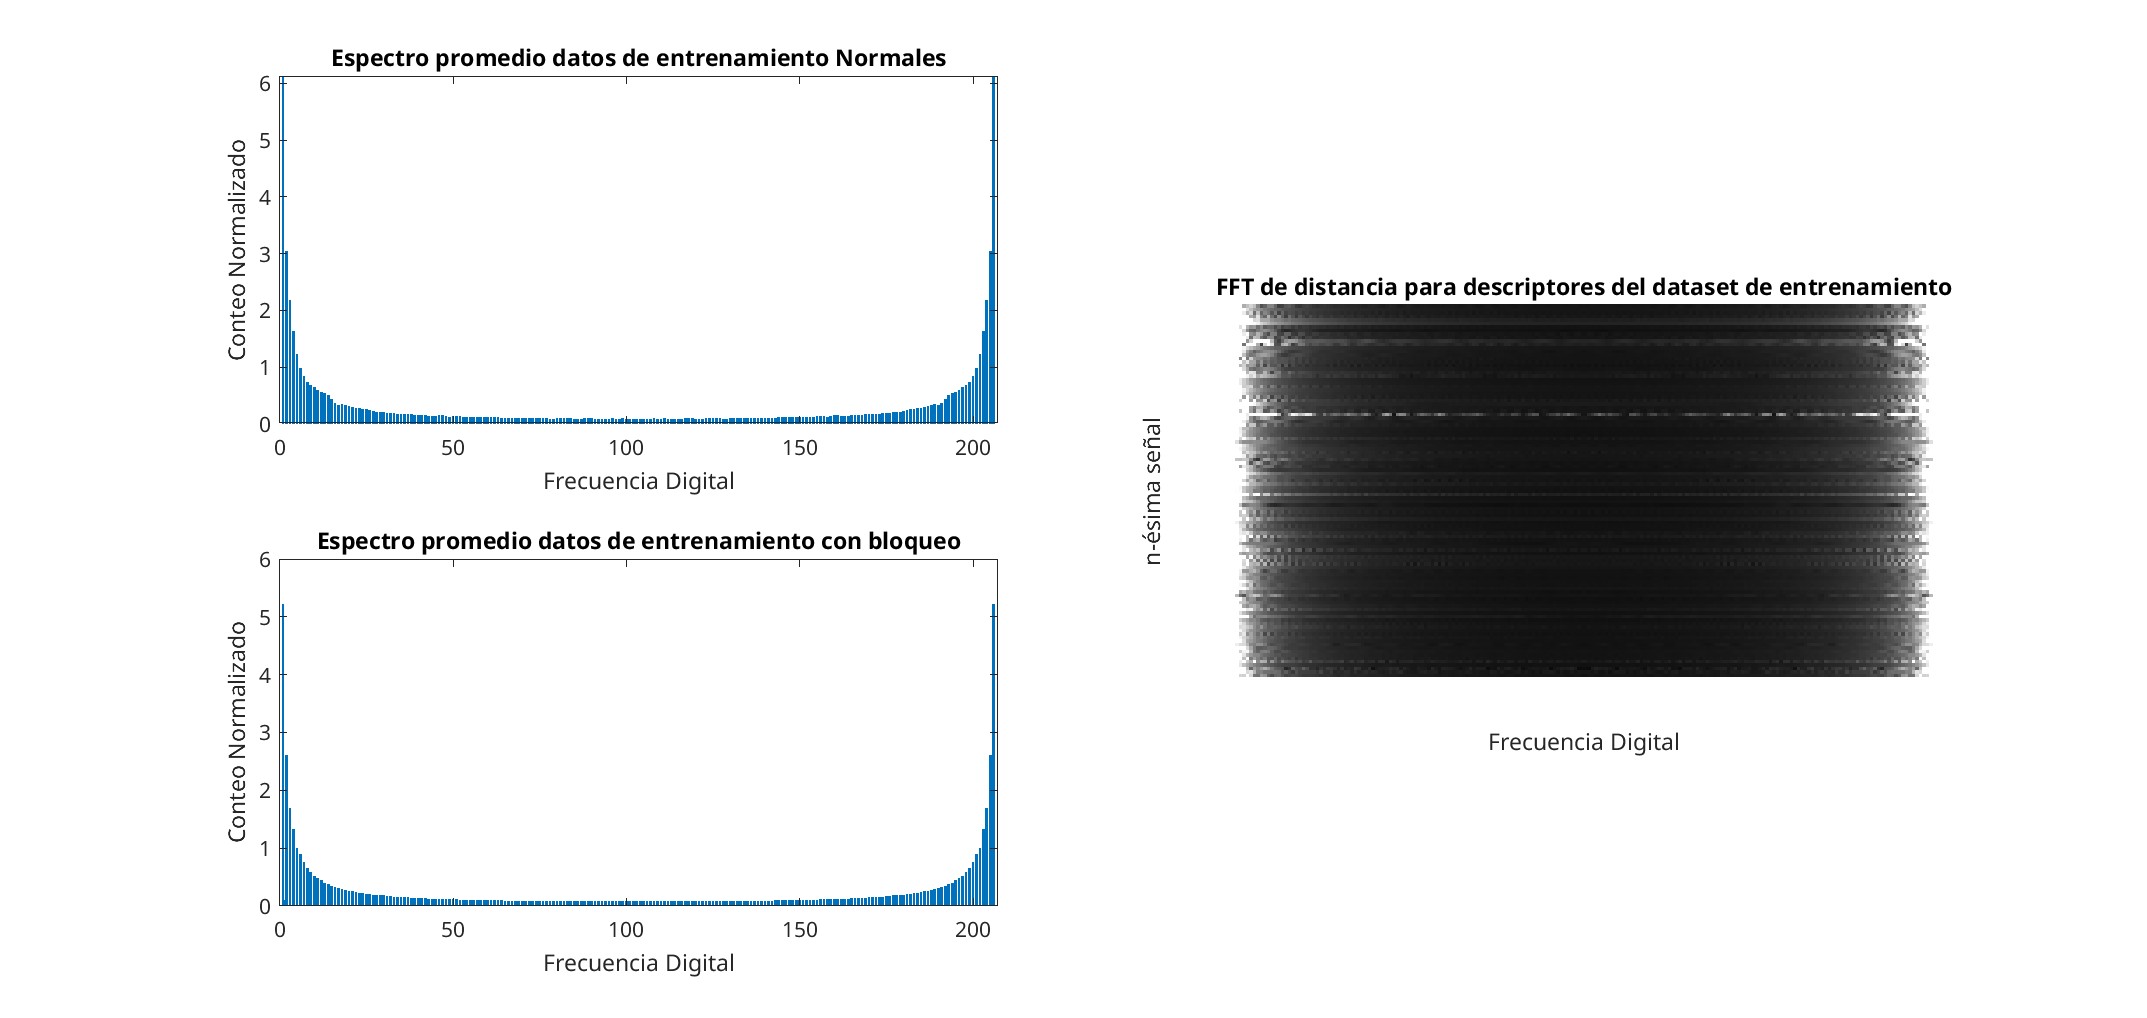 Espectro promedio datos de entrenamiento Normales
Conteo Normalizado
6
5
4
3
2
1
0
0 50 100 150 200
Frecuencia Digital
Espectro promedio datos de entrenamiento con bloqueo
Conteo Normalizado
6
5
4
3
2
1
0
0 50 100 150 200
Frecuencia Digital
FFT de distancia para descriptores del dataset de entrenamiento
n-ésima señal
Frecuencia Digital